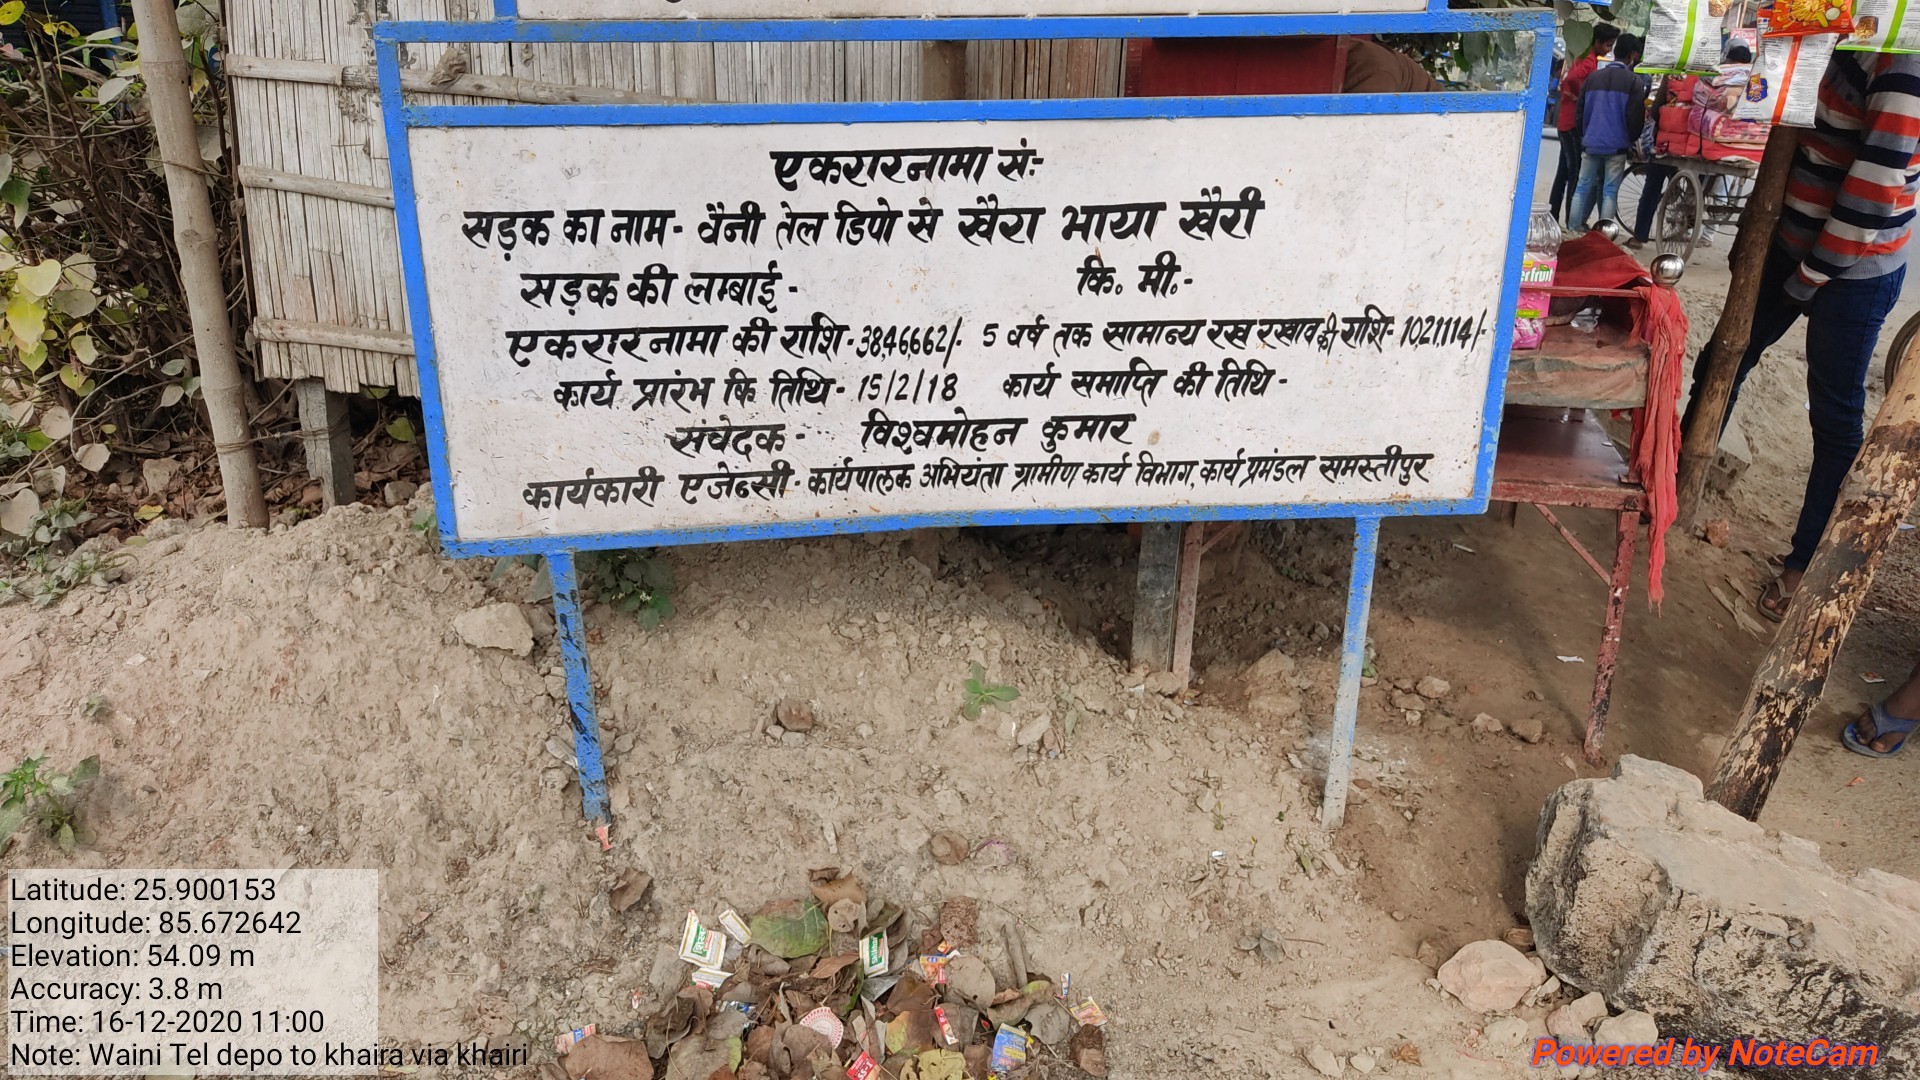 एकरारनामा सं:-
सड़क का नाम- वैनी तेल डिपो से खैरा भाया खैरी
सड़क की लम्बाई - कि. मी.-
एकरारनामा की राशि-38,46,662/- 5 वर्ष तक सामान्य रख रखाव की राशि-10,21,114/-
कार्य प्रारंभ कि तिथि- 15/2/18 कार्य समाप्ति की तिथि -
संवेदक - विश्वमोहन कुमार
कार्यकारी एजेन्सी- कार्यपालक अभियंता ग्रामीण कार्य विभाग, कार्य प्रमंडल समस्तीपुर
Latitude: 25.900153
Longitude: 85.672642
Elevation: 54.09 m
Accuracy: 3.8 m
Time: 16-12-2020 11:00
Note: Waini Tel depo to khaira via khairi
Powered by NoteCam